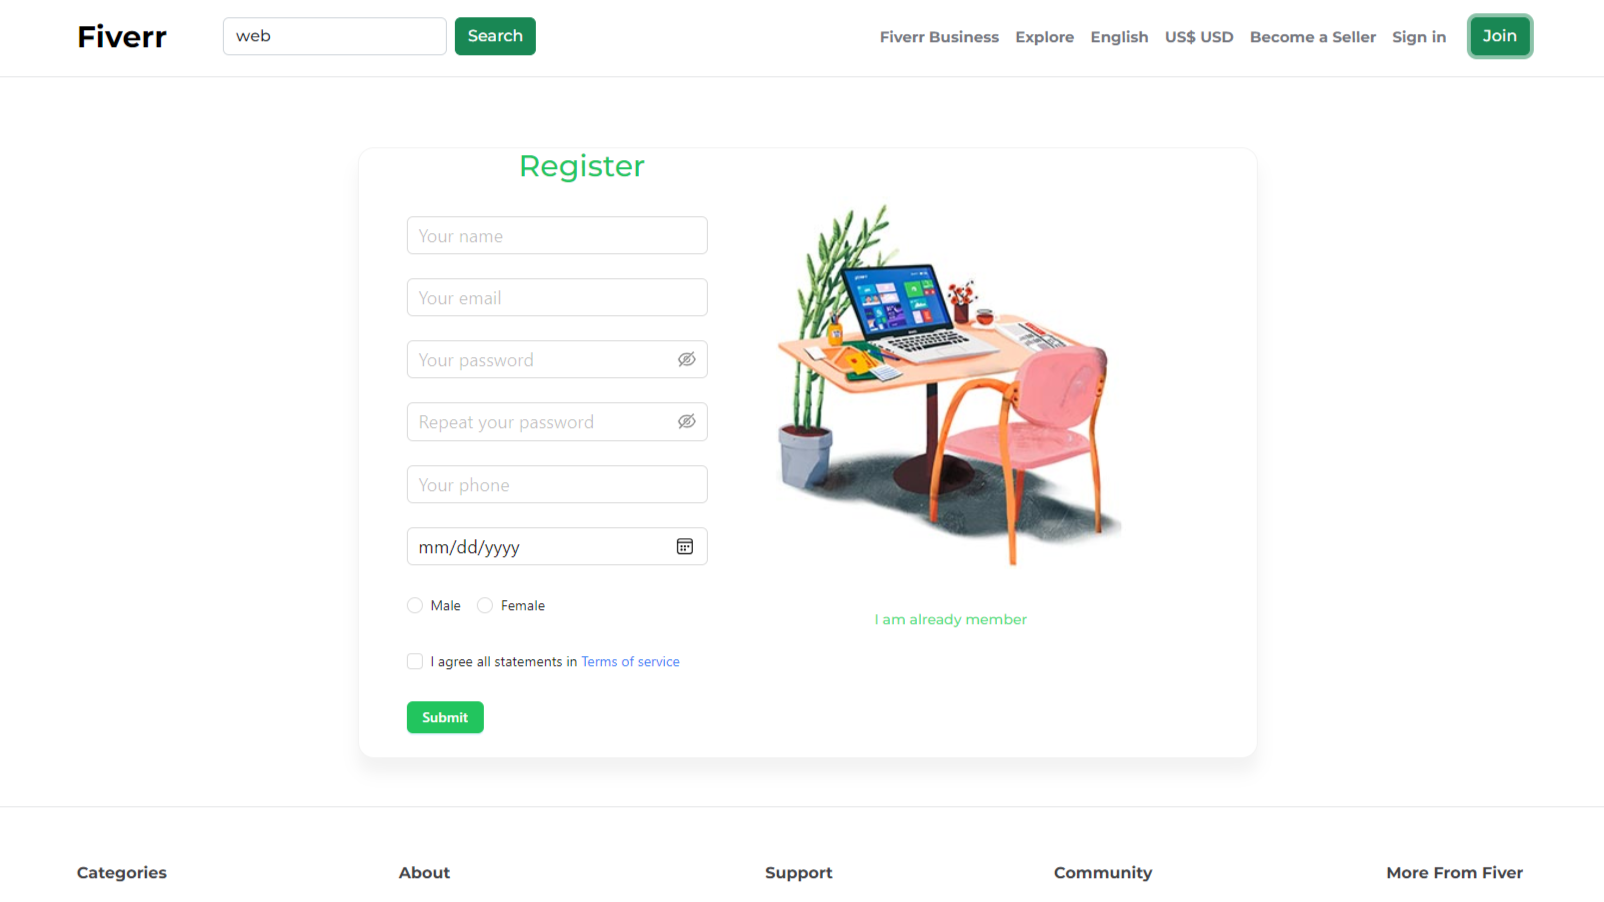 Fiverr
web
Search
Fiverr Business
Explore
English
US$ USD
Become a Seller
Sign in
Join
Register
Your name
Your email
Your password
Repeat your password
Your phone
mm/dd/yyyy
Male
Female
I agree all statements in Terms of service
Submit
I am already member
Categories
About
Support
Community
More From Fiver